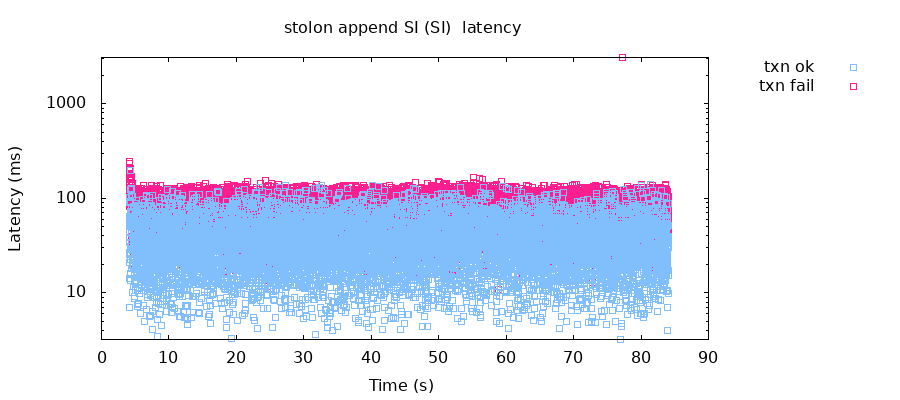 stolon append SI (SI)  latency
txn ok
txn fail
Latency (ms)
1000
100
10
0 10 20 30 40 50 60 70 80 90
Time (s)